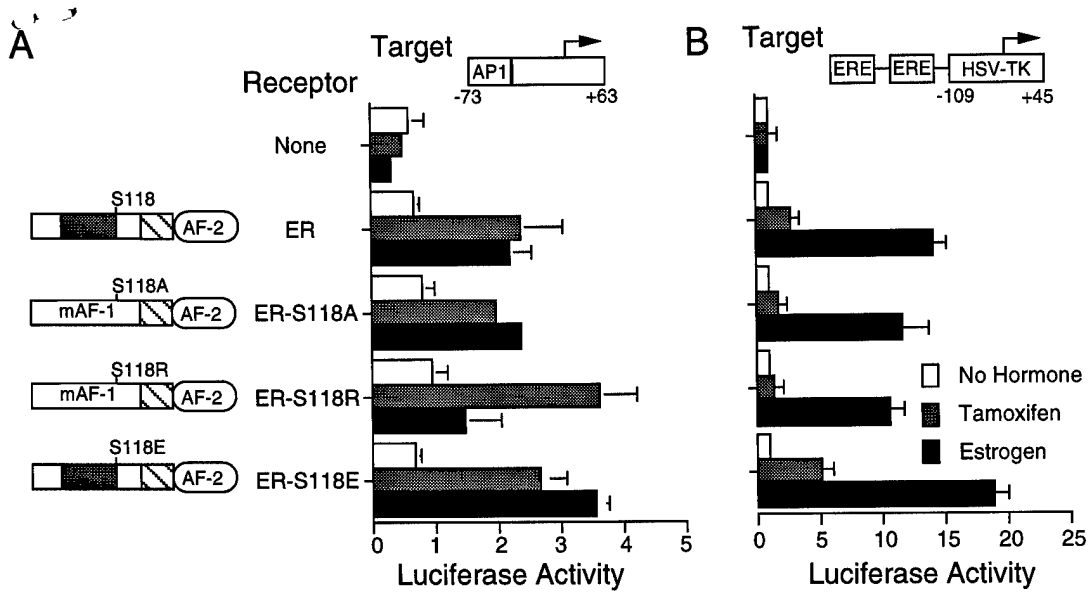 A
Target
AP1
-73
+63
Receptor
None
S118
AF-2
ER
S118A
mAF-1
AF-2
ER-S118A
S118R
mAF-1
AF-2
ER-S118R
S118E
AF-2
ER-S118E
0 1 2 3 4 5
Luciferase Activity
B
Target
ERE
ERE
HSV-TK
-109
+45
No Hormone
Tamoxifen
Estrogen
0 5 10 15 20 25
Luciferase Activity